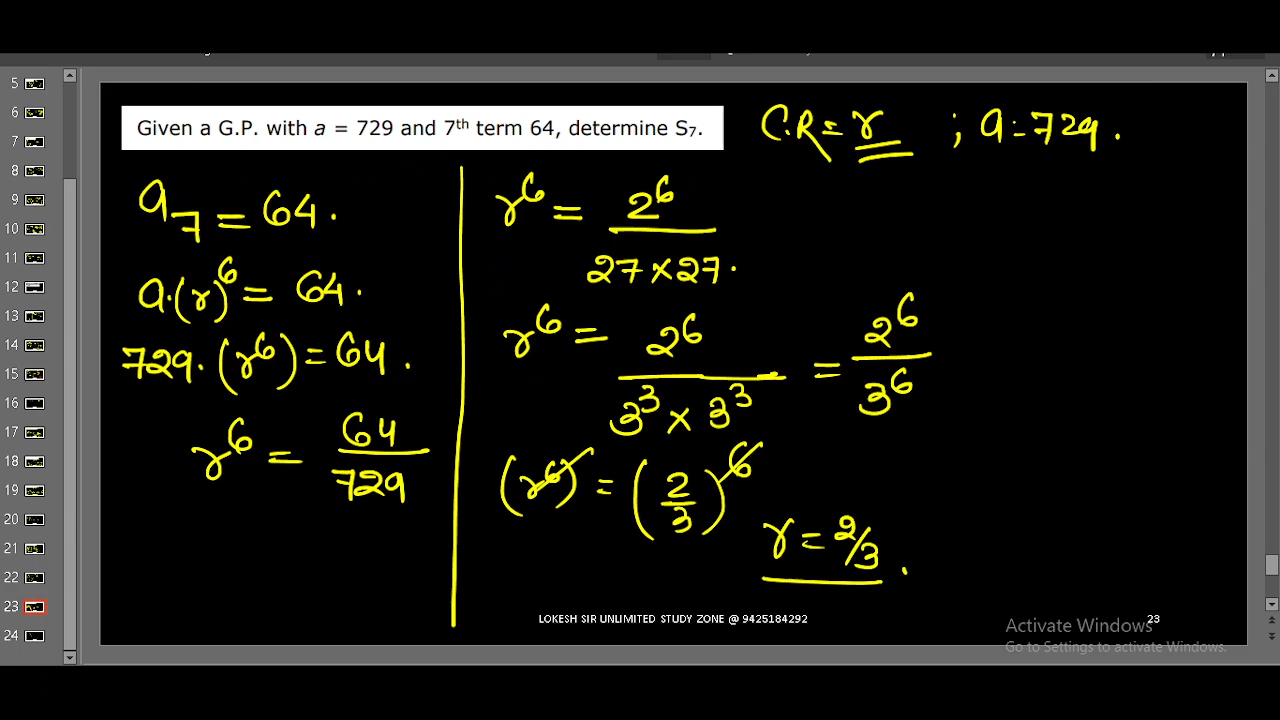 5
6
7
8
9
10
11
12
13
14
15
16
17
18
19
20
21
22
23
24
Given a G.P. with a = 729 and 7th term 64, determine S₇.
C.R = r ; a = 729.
a₇ = 64.
a·(r)⁶ = 64.
729·(r⁶) = 64.
r⁶ = 64/729
r⁶ = 2⁶/27×27.
r⁶ = 2⁶/3³ × 3³ = 2⁶/3⁶
(r⁶) = (2/3)⁶
r = 2/3.
LOKESH SIR UNLIMITED STUDY ZONE @ 9425184292
23
Activate Windows
Go to Settings to activate Windows.